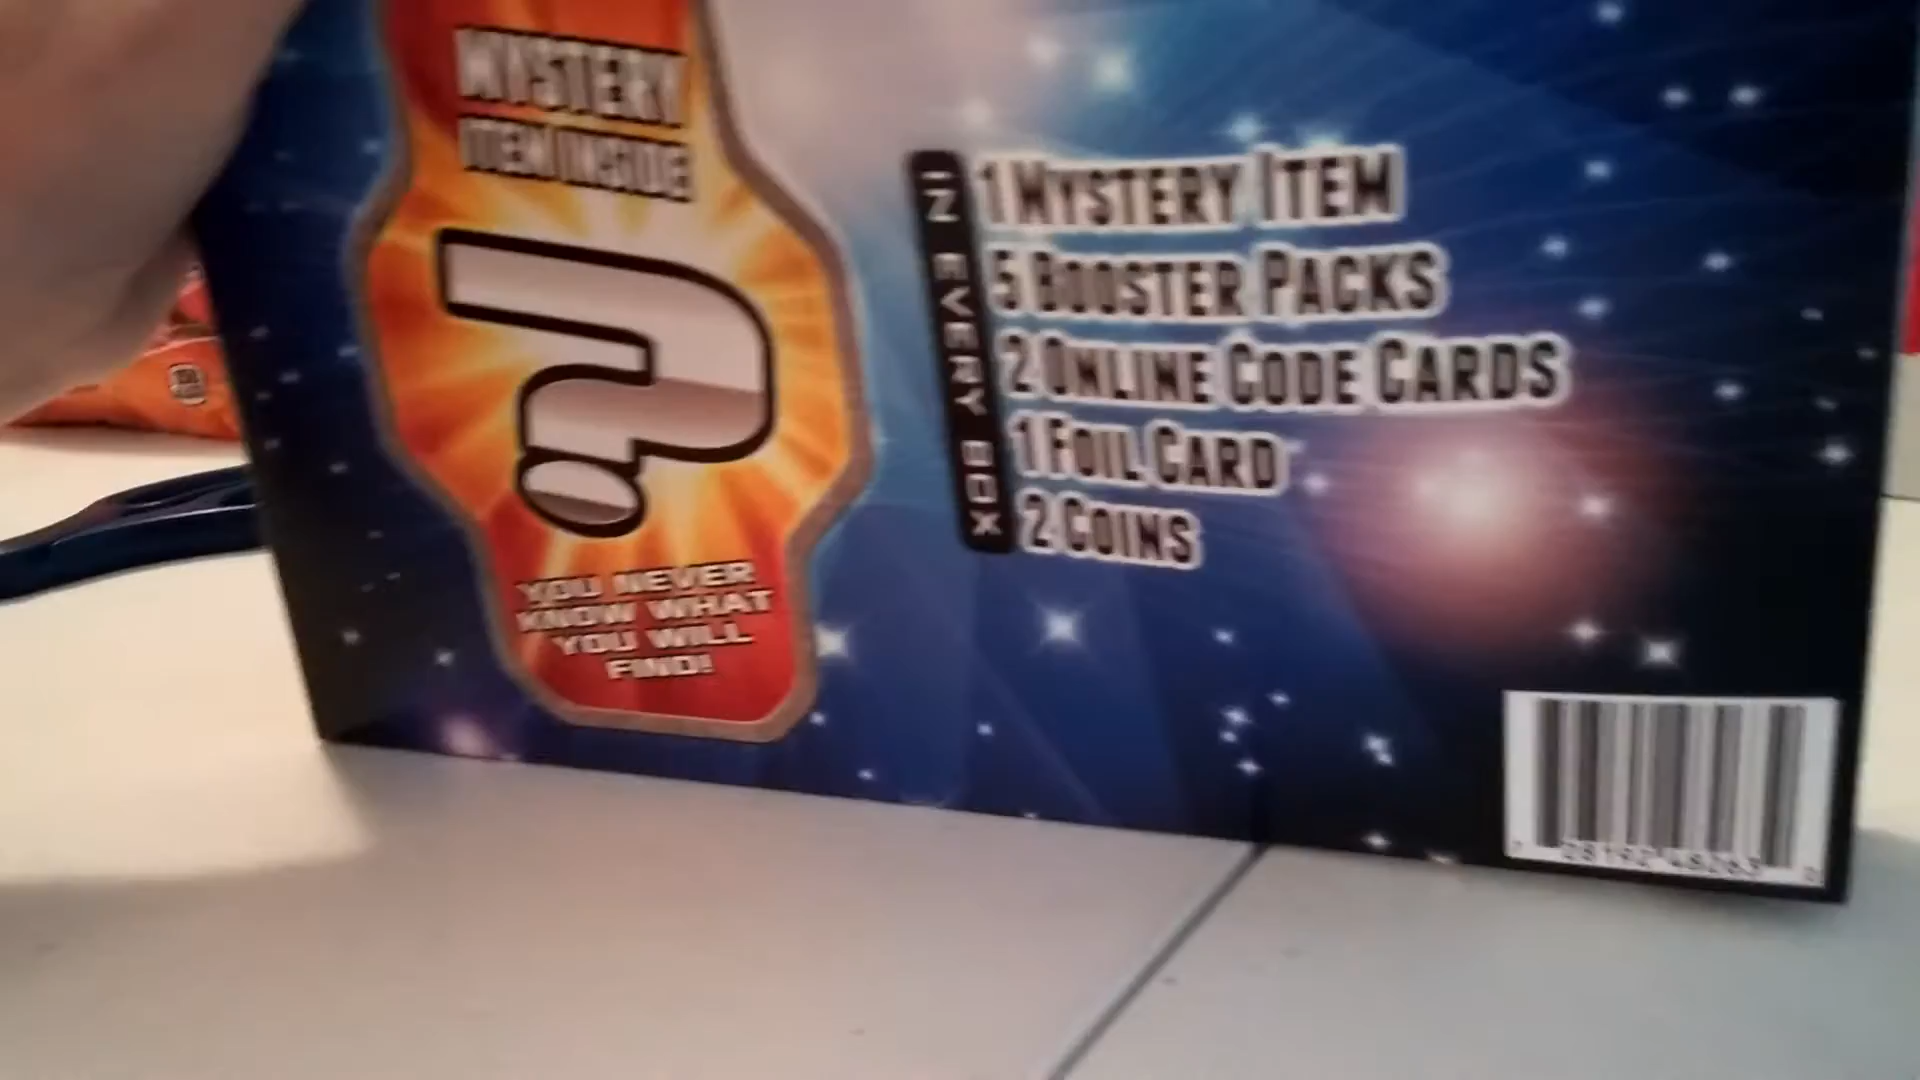 MYSTERY
ITEM INSIDE
?
YOU NEVER
KNOW WHAT
YOU WILL
FIND!
IN EVERY BOX
1 MYSTERY ITEM
5 BOOSTER PACKS
2 ONLINE CODE CARDS
1 FOIL CARD
2 COINS